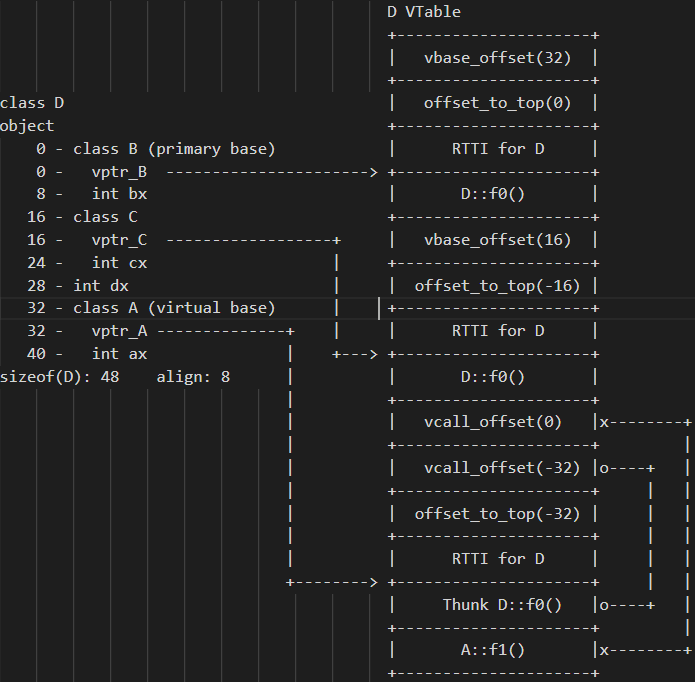 D VTable
                                          +---------------------+
                                          |   vbase_offset(32)  |
                                          +---------------------+
class D                                   |   offset_to_top(0)  |
object                                    +---------------------+
    0 - class B (primary base)            |      RTTI for D     |
    0 -   vptr_B  ----------------------> +---------------------+
    8 -   int bx                          |       D::f0()       |
   16 - class C                           +---------------------+
   16 -   vptr_C  ------------------+     |   vbase_offset(16)  |
   24 -   int cx                    |     +---------------------+
   28 - int dx                      |     | offset_to_top(-16)  |
   32 - class A (virtual base)      |     +---------------------+
   32 -   vptr_A --------------+    |     |      RTTI for D     |
   40 -   int ax               |    +---> +---------------------+
sizeof(D): 48    align: 8      |          |       D::f0()       |
                               |          +---------------------+
                               |          |   vcall_offset(0)   |x--------+
                               |          +---------------------+         |
                               |          |   vcall_offset(-32) |o----+   |
                               |          +---------------------+     |   |
                               |          |  offset_to_top(-32) |     |   |
                               |          +---------------------+     |   |
                               |          |      RTTI for D     |     |   |
                               +--------> +---------------------+     |   |
                                          |     Thunk D::f0()   |o----+   |
                                          +---------------------+         |
                                          |       A::f1()       |x--------+
                                          +---------------------+